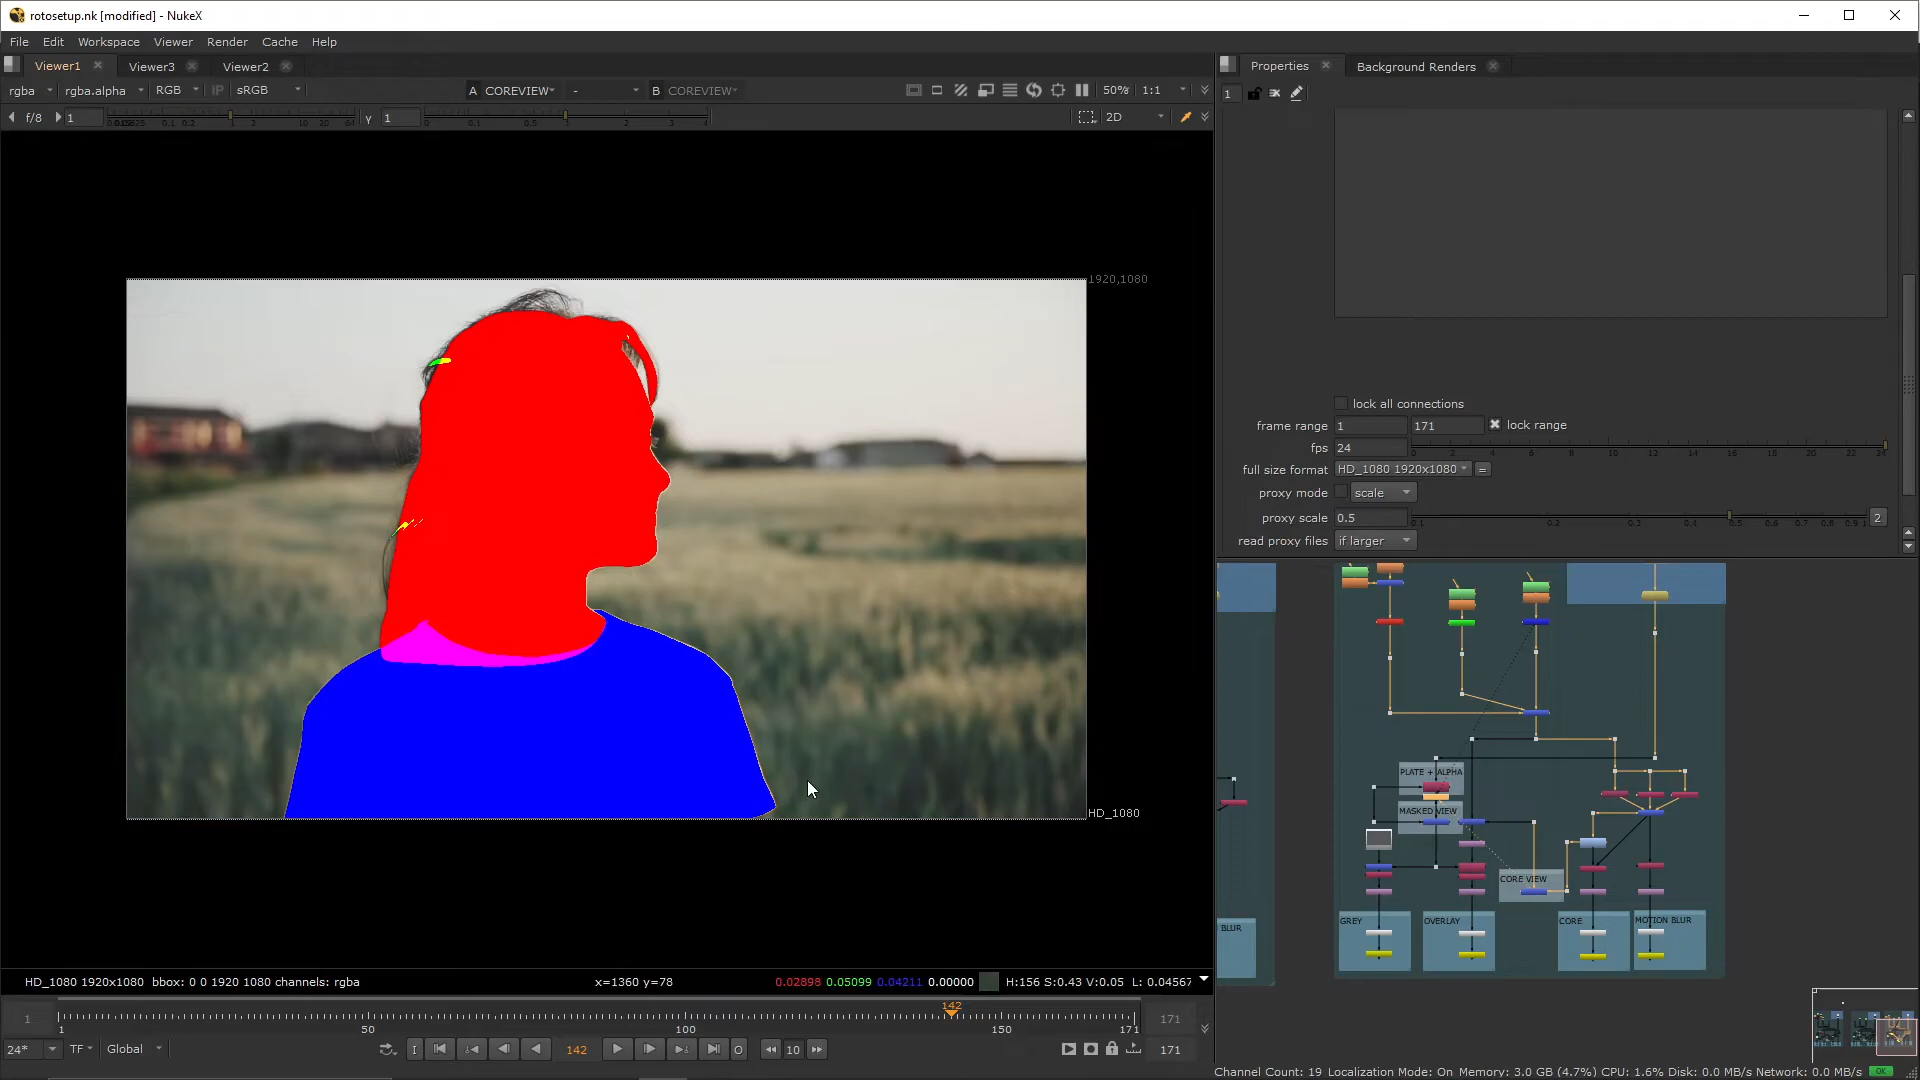 rotosetup.nk [modified] - NukeX
File Edit Workspace Viewer Render Cache Help
Viewer1 Viewer3 Viewer2
Properties Background Renders
rgba rgba.alpha RGB IP sRGB A COREVIEW - B COREVIEW 50% 1:1
1
f/8 1 y 1 2D
1920,1080
HD_1080
lock all connections
frame range 1 171 lock range
fps 24
full size format HD_1080 1920x1080 =
proxy mode scale
proxy scale 0.5 2
read proxy files if larger
PLATE + ALPHA
MASKED VIEW
CORE VIEW
GREY OVERLAY CORE MOTION BLUR
BLUR
HD_1080 1920x1080 bbox: 0 0 1920 1080 channels: rgba x=1360 y=78 0.02898 0.05099 0.04211 0.00000 H:156 S:0.43 V:0.05 L: 0.04567
142
1 171
1 50 100 150 171
24* TF Global I 142 O 10 171
Channel Count: 19 Localization Mode: On Memory: 3.0 GB (4.7%) CPU: 1.6% Disk: 0.0 MB/s Network: 0.0 MB/s OK